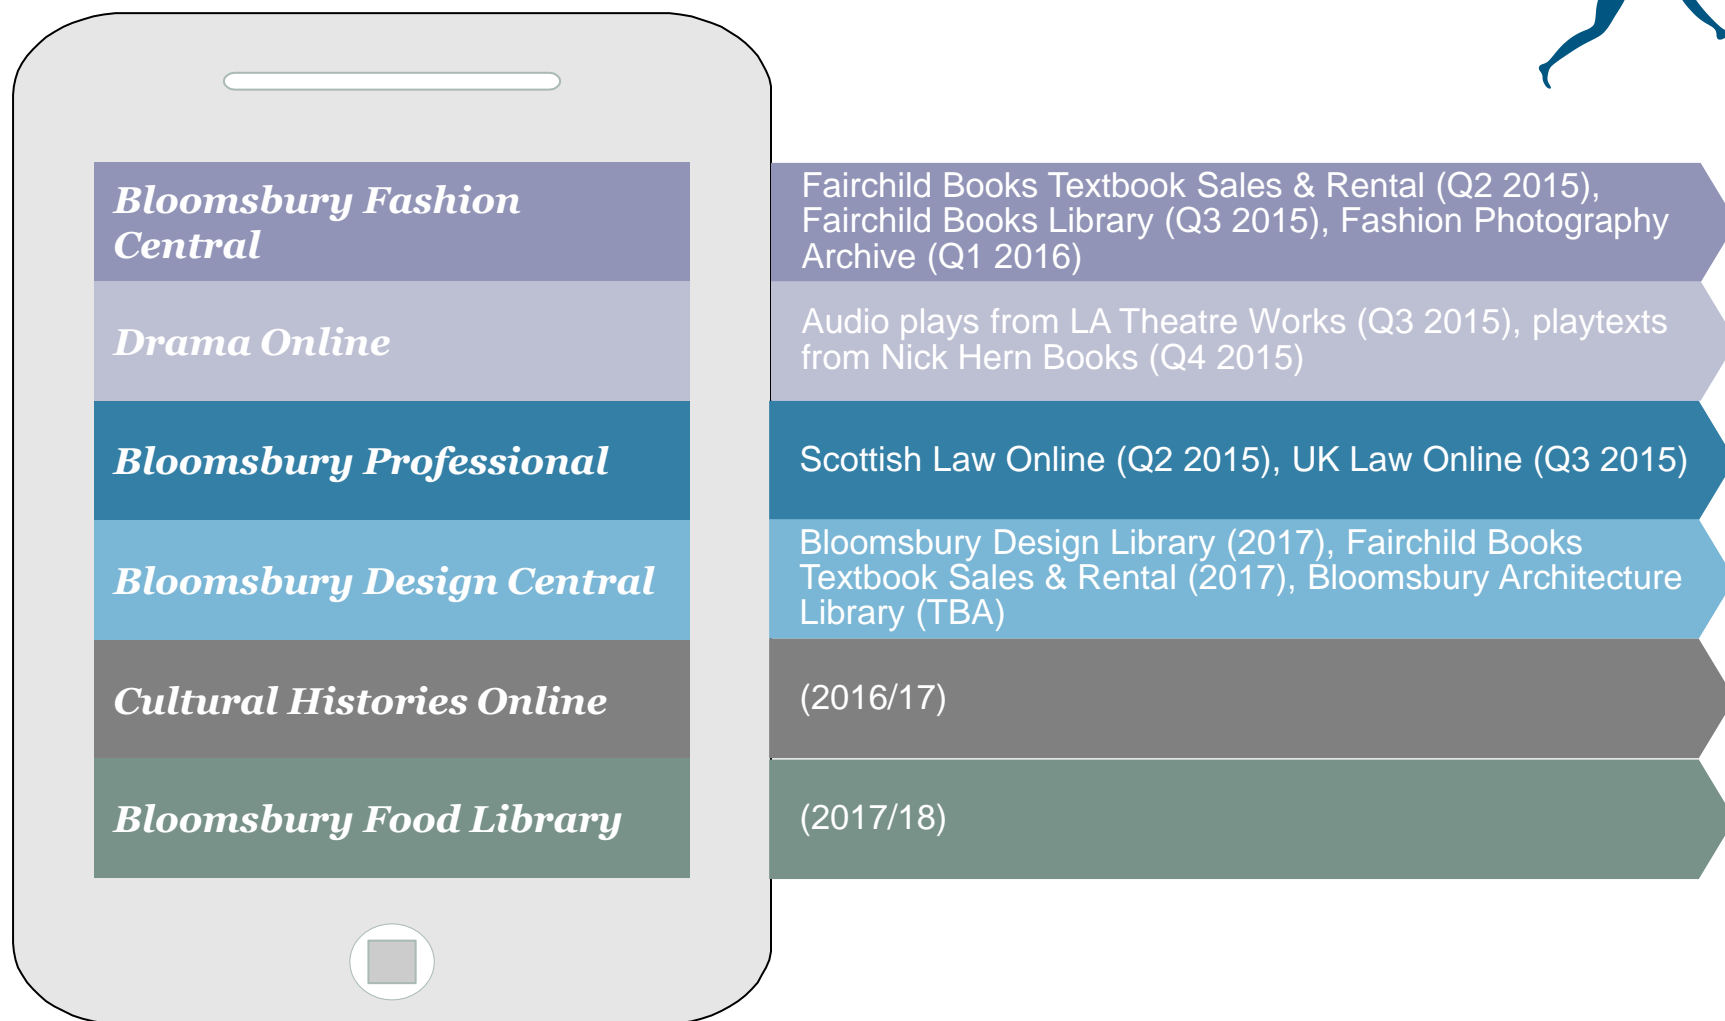 Bloomsbury Fashion
Central
Fairchild Books Textbook Sales & Rental (Q2 2015),
Fairchild Books Library (Q3 2015), Fashion Photography
Archive (Q1 2016)
Drama Online
Audio plays from LA Theatre Works (Q3 2015), playtexts
from Nick Hern Books (Q4 2015)
Bloomsbury Professional
Scottish Law Online (Q2 2015), UK Law Online (Q3 2015)
Bloomsbury Design Central
Bloomsbury Design Library (2017), Fairchild Books
Textbook Sales & Rental (2017), Bloomsbury Architecture
Library (TBA)
Cultural Histories Online
(2016/17)
Bloomsbury Food Library
(2017/18)